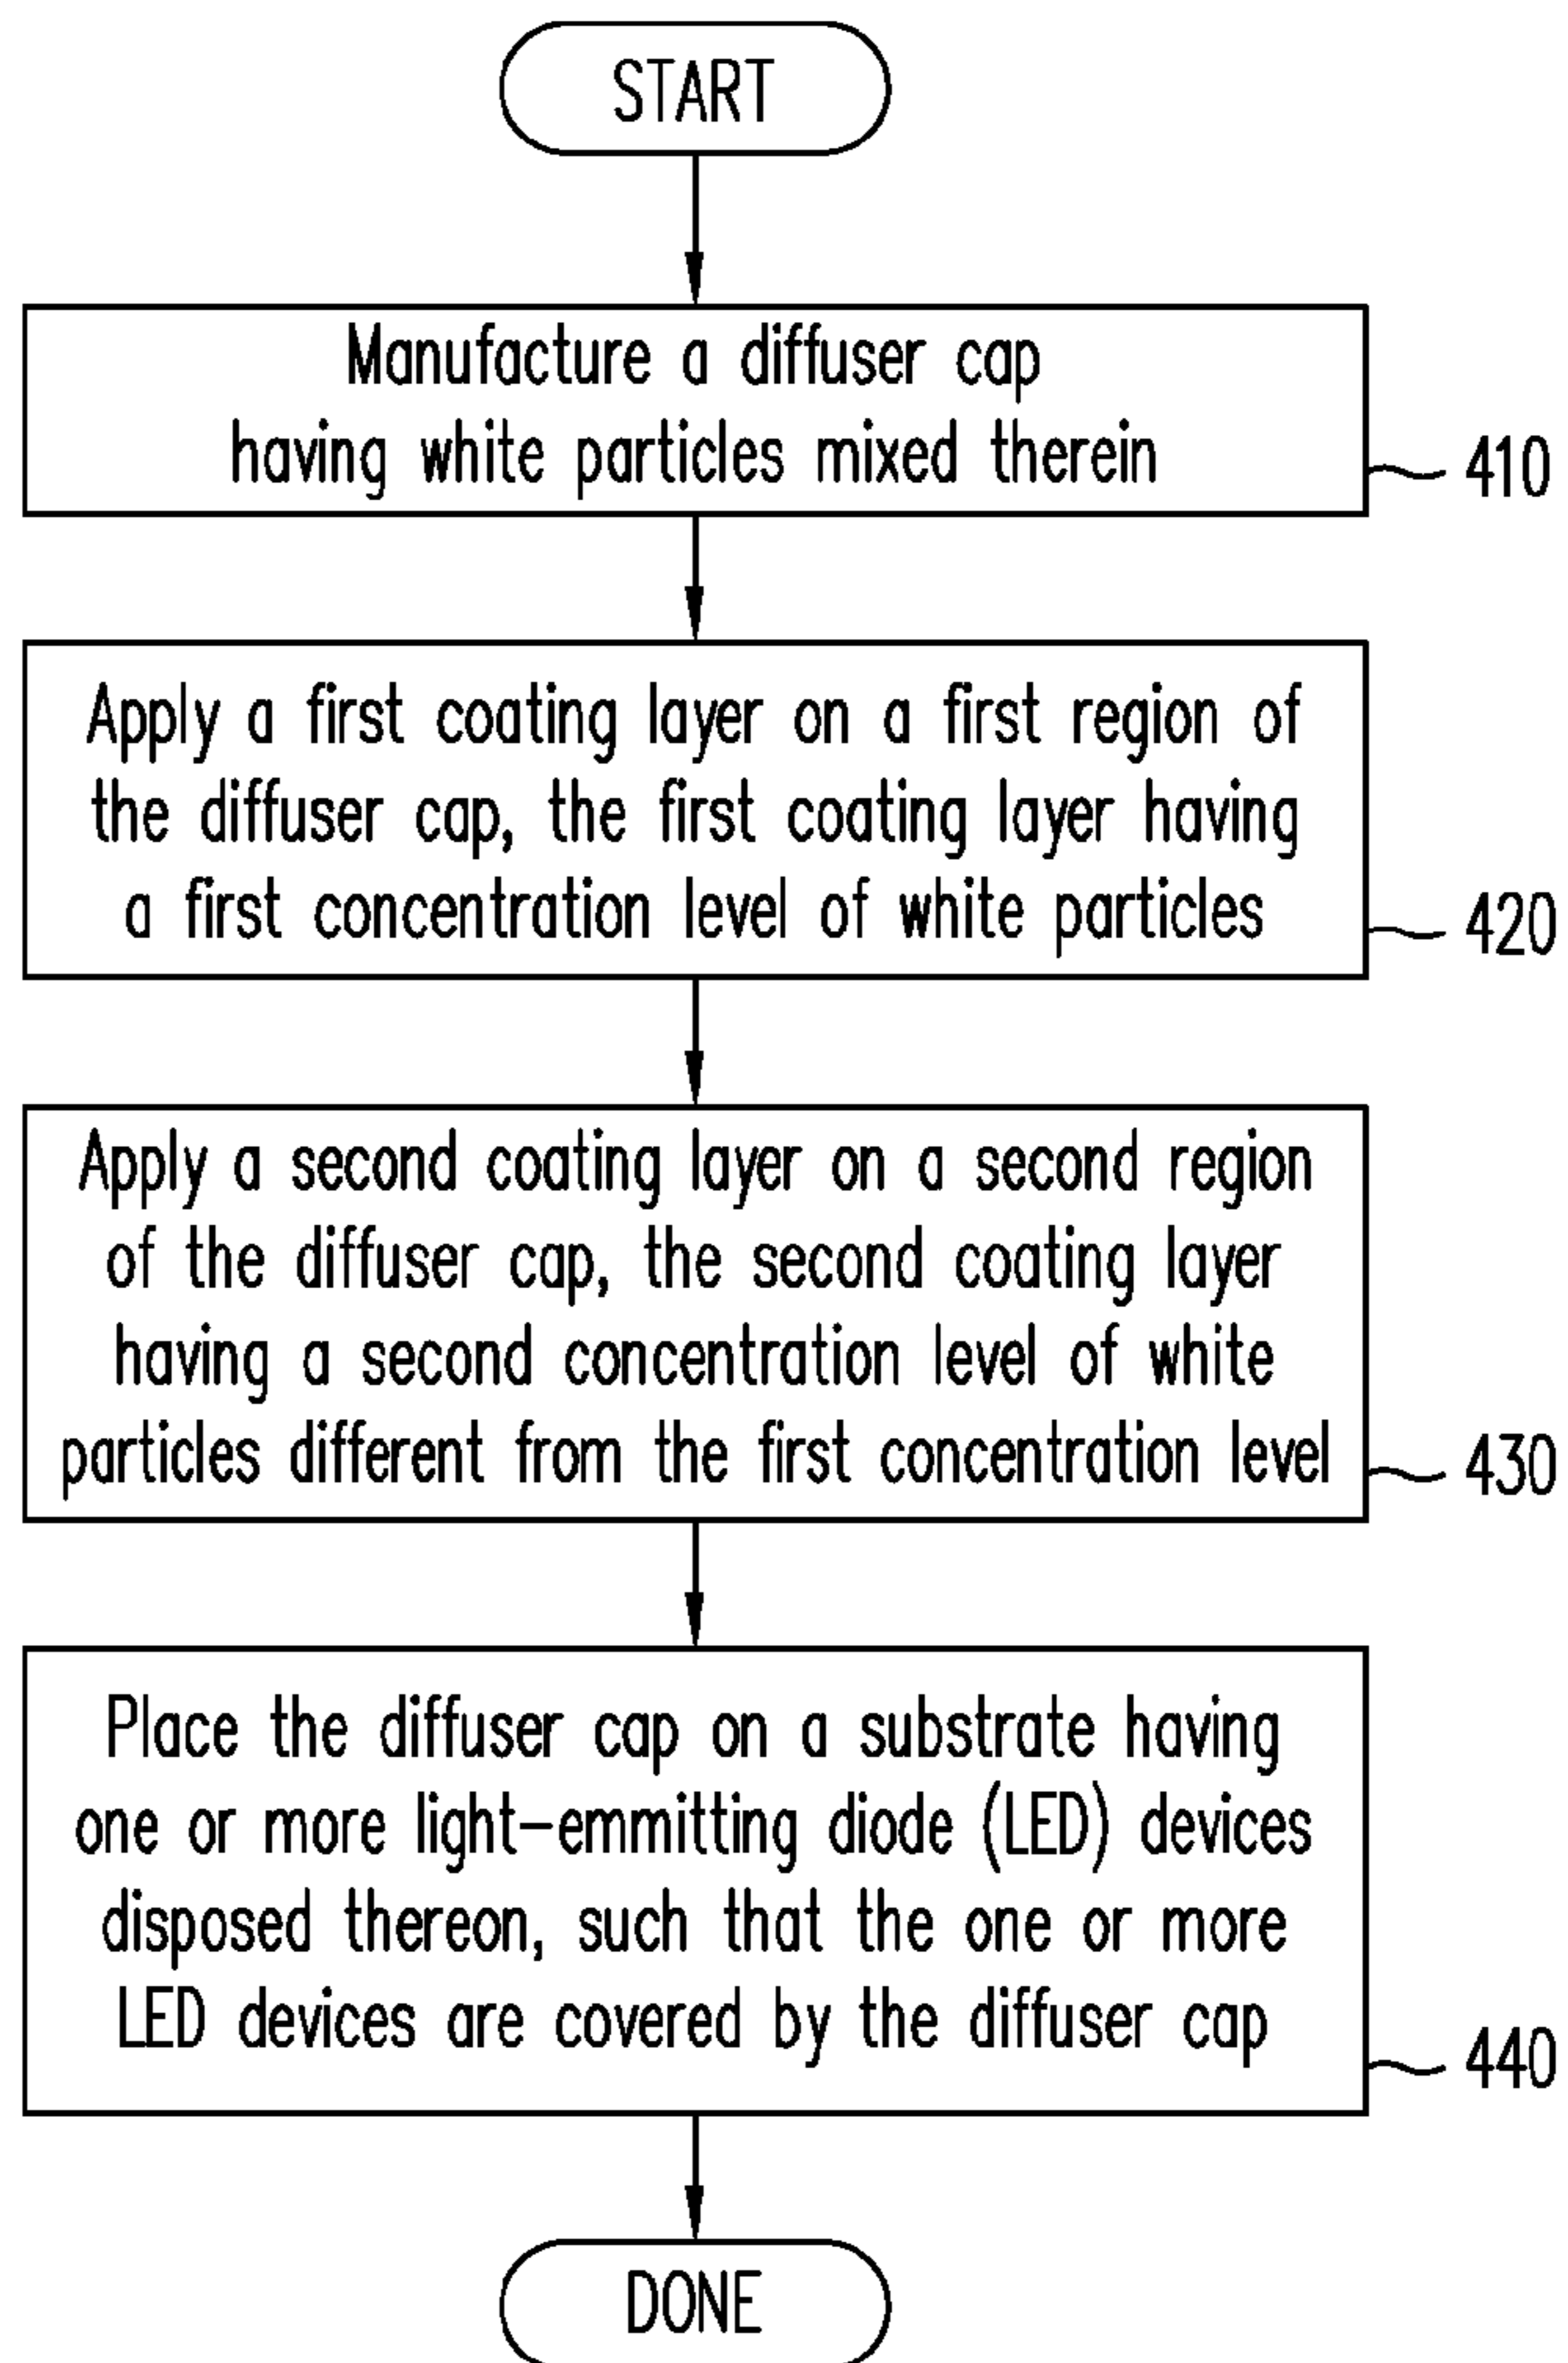 START
Manufacture a diffuser cap
having white particles mixed therein
410
Apply a first coating layer on a first region of
the diffuser cap, the first coating layer having
a first concentration level of white particles
420
Apply a second coating layer on a second region
of the diffuser cap, the second coating layer
having a second concentration level of white
particles different from the first concentration level
430
Place the diffuser cap on a substrate having
one or more light-emmitting diode (LED) devices
disposed thereon, such that the one or more
LED devices are covered by the diffuser cap
440
DONE